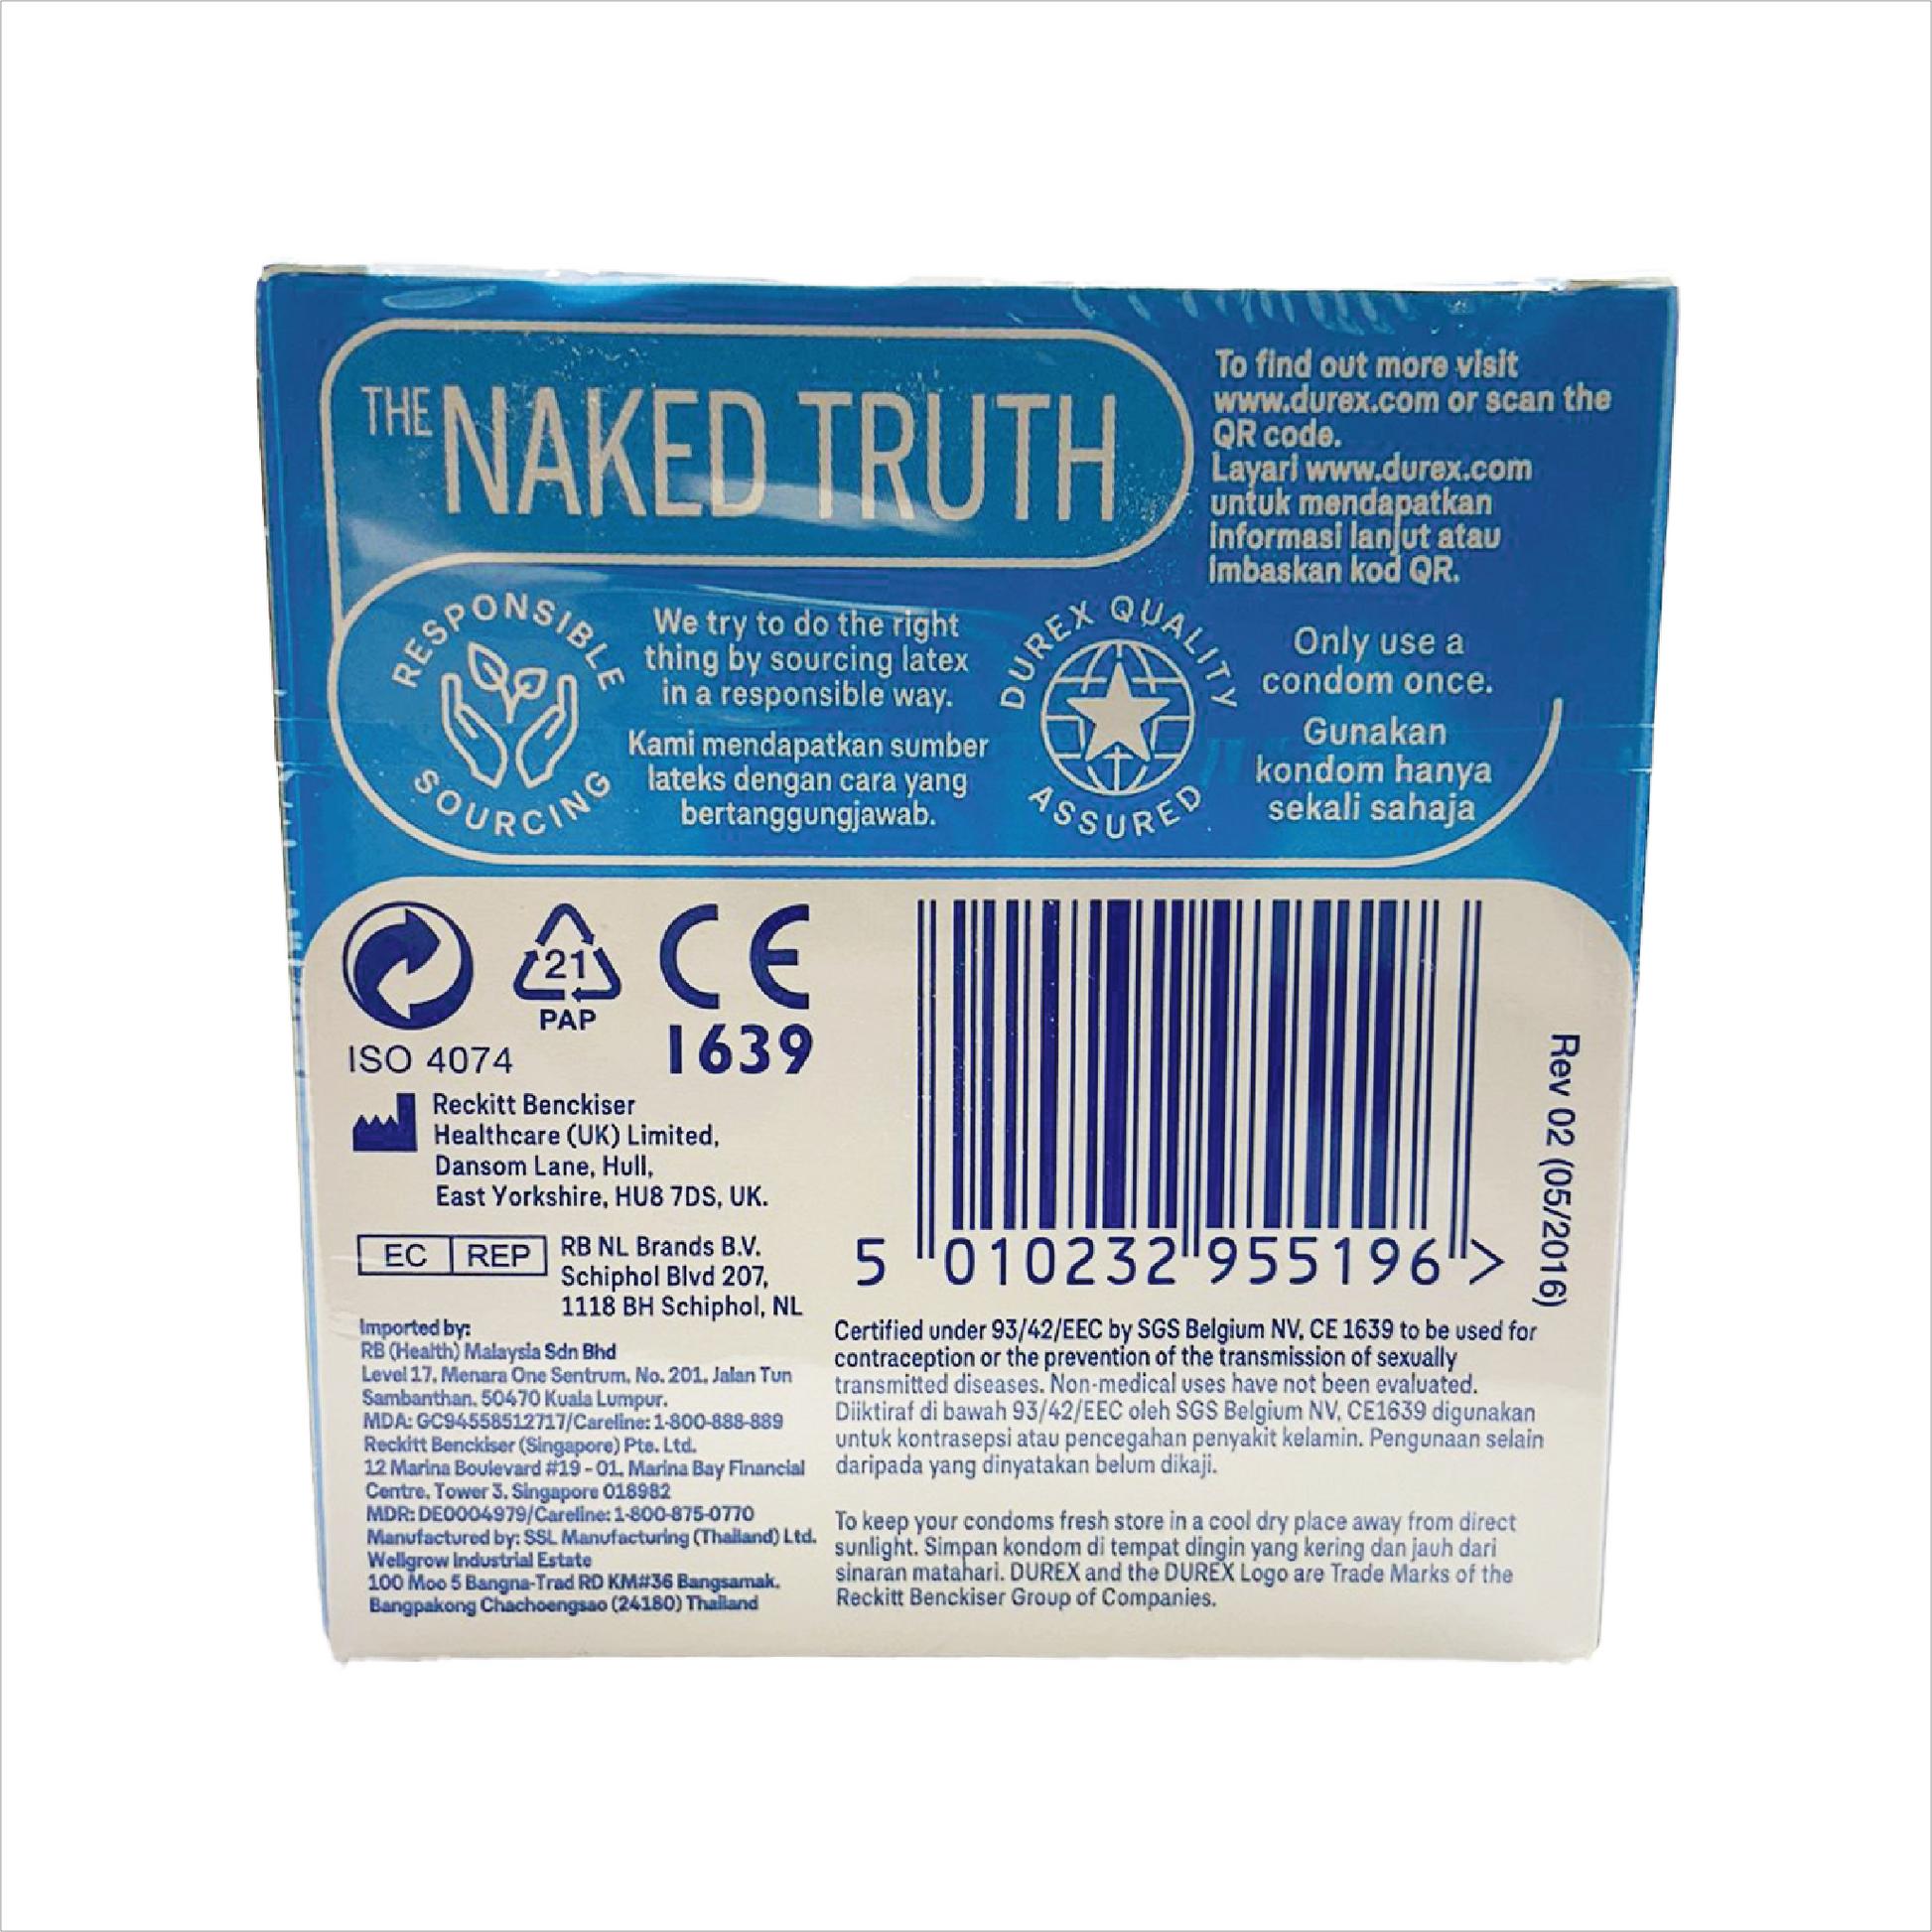 THE NAKED TRUTH
To find out more visit
www.durex.com or scan the
QR code.
Layari www.durex.com
untuk mendapatkan
informasi lanjut atau
imbaskan kod QR.
RESPONSIBLE
SOURCING
We try to do the right
thing by sourcing latex
in a responsible way.
Kami mendapatkan sumber
lateks dengan cara yang
bertanggungjawab.
DUREX QUALITY
ASSURED
Only use a
condom once.
Gunakan
kondom hanya
sekali sahaja
21
PAP
CE
1639
ISO 4074
Reckitt Benckiser
Healthcare (UK) Limited,
Dansom Lane, Hull,
East Yorkshire, HU8 7DS, UK.
EC REP
RB NL Brands B.V.
Schiphol Blvd 207,
1118 BH Schiphol, NL
Imported by:
RB (Health) Malaysia Sdn Bhd
Level 17, Menara One Sentrum, No. 201, Jalan Tun
Sambanthan, 50470 Kuala Lumpur.
MDA: GC94558512717/Careline: 1-800-888-889
Reckitt Benckiser (Singapore) Pte. Ltd.
12 Marina Boulevard #19 - 01, Marina Bay Financial
Centre, Tower 3, Singapore 018982
MDR: DE0004979/Careline: 1-800-875-0770
Manufactured by: SSL Manufacturing (Thailand) Ltd.
Wellgrow Industrial Estate
100 Moo 5 Bangna-Trad RD KM#36 Bangsamak,
Bangpakong Chachoengsao (24180) Thailand
5 010232 955196 >
Rev 02 (05/2016)
Certified under 93/42/EEC by SGS Belgium NV, CE 1639 to be used for
contraception or the prevention of the transmission of sexually
transmitted diseases. Non-medical uses have not been evaluated.
Diiktiraf di bawah 93/42/EEC oleh SGS Belgium NV, CE1639 digunakan
untuk kontrasepsi atau pencegahan penyakit kelamin. Pengunaan selain
daripada yang dinyatakan belum dikaji.
To keep your condoms fresh store in a cool dry place away from direct
sunlight. Simpan kondom di tempat dingin yang kering dan jauh dari
sinaran matahari. DUREX and the DUREX Logo are Trade Marks of the
Reckitt Benckiser Group of Companies.